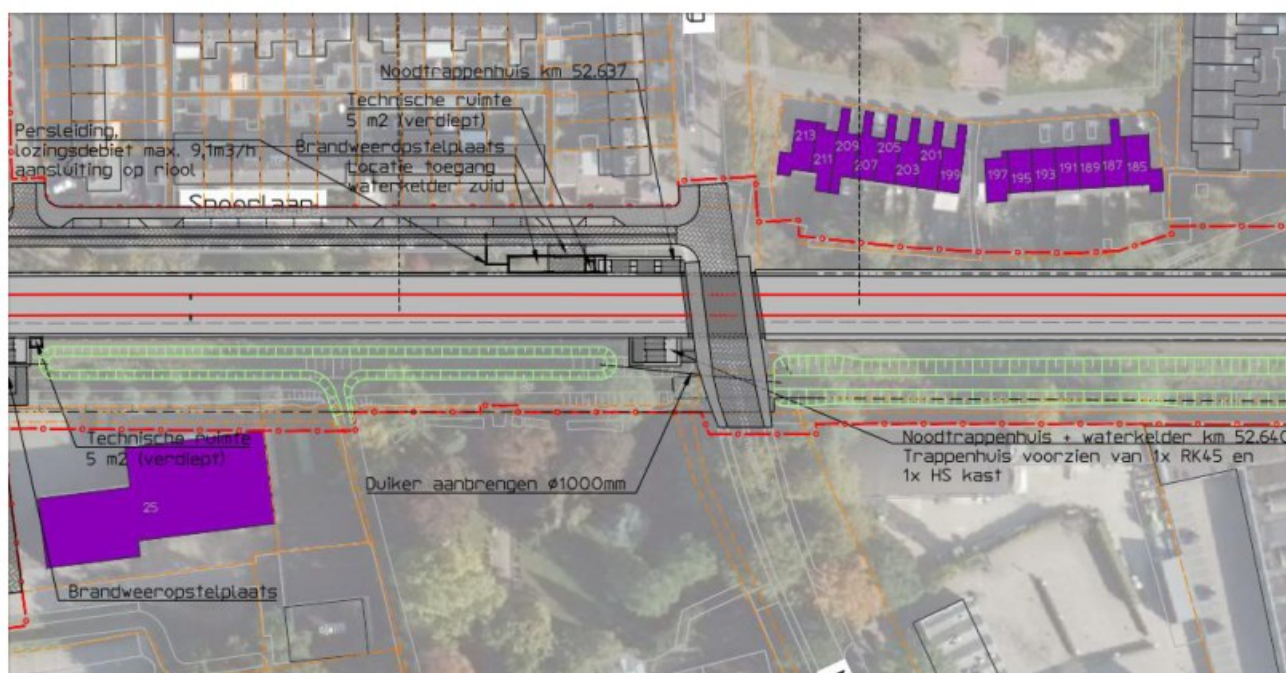 Noodtrappenhuis km 52.637
Technische ruimte
5 m2 (verdiept)
Persleiding,
lozingsdebiet max. 9,1m3/h
aansluiting op riool
Brandweeropstelplaats
Locatie toegang
waterkelder zuid
Spoorlaan
213
211
209
207
205
203
201
199
197
195
193
191
189
187
185
Technische ruimte
5 m2 (verdiept)
25
Duiker aanbrengen ø1000mm
Noodtrappenhuis + waterkelder km 52.640
Trappenhuis voorzien van 1x RK45 en
1x HS kast
Brandweeropstelplaats